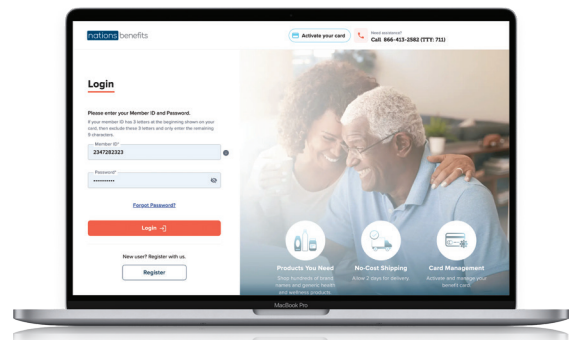 nations benefits
Activate your card
Need assistance?
Call 866-413-2582 (TTY: 711)
Login
Please enter your Member ID and Password.
If your member ID has 3 letters at the beginning shown on your
card, then exclude these 3 letters and only enter the remaining
9 characters.
Member ID*
2347282323
Password*
••••••••••
Forgot Password?
Login
New user? Register with us.
Register
Products You Need
Shop hundreds of brand
names and generic health
and wellness products
No-Cost Shipping
Allow 2 days for delivery.
Card Management
Activate and manage your
benefit card.
MacBook Pro